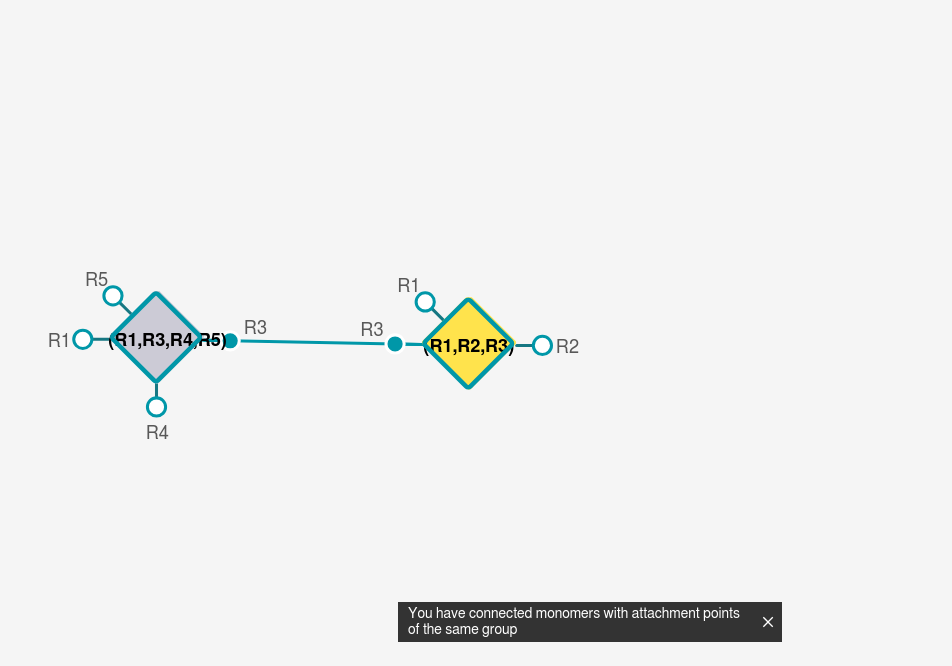 R5
R1
(R1,R3,R4,R5)
R3
R4
R3
R1
(R1,R2,R3)
R2
You have connected monomers with attachment points
of the same group